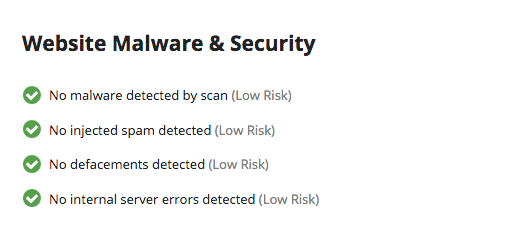 Website Malware & Security
No malware detected by scan (Low Risk)
No injected spam detected (Low Risk)
No defacements detected (Low Risk)
No internal server errors detected (Low Risk)